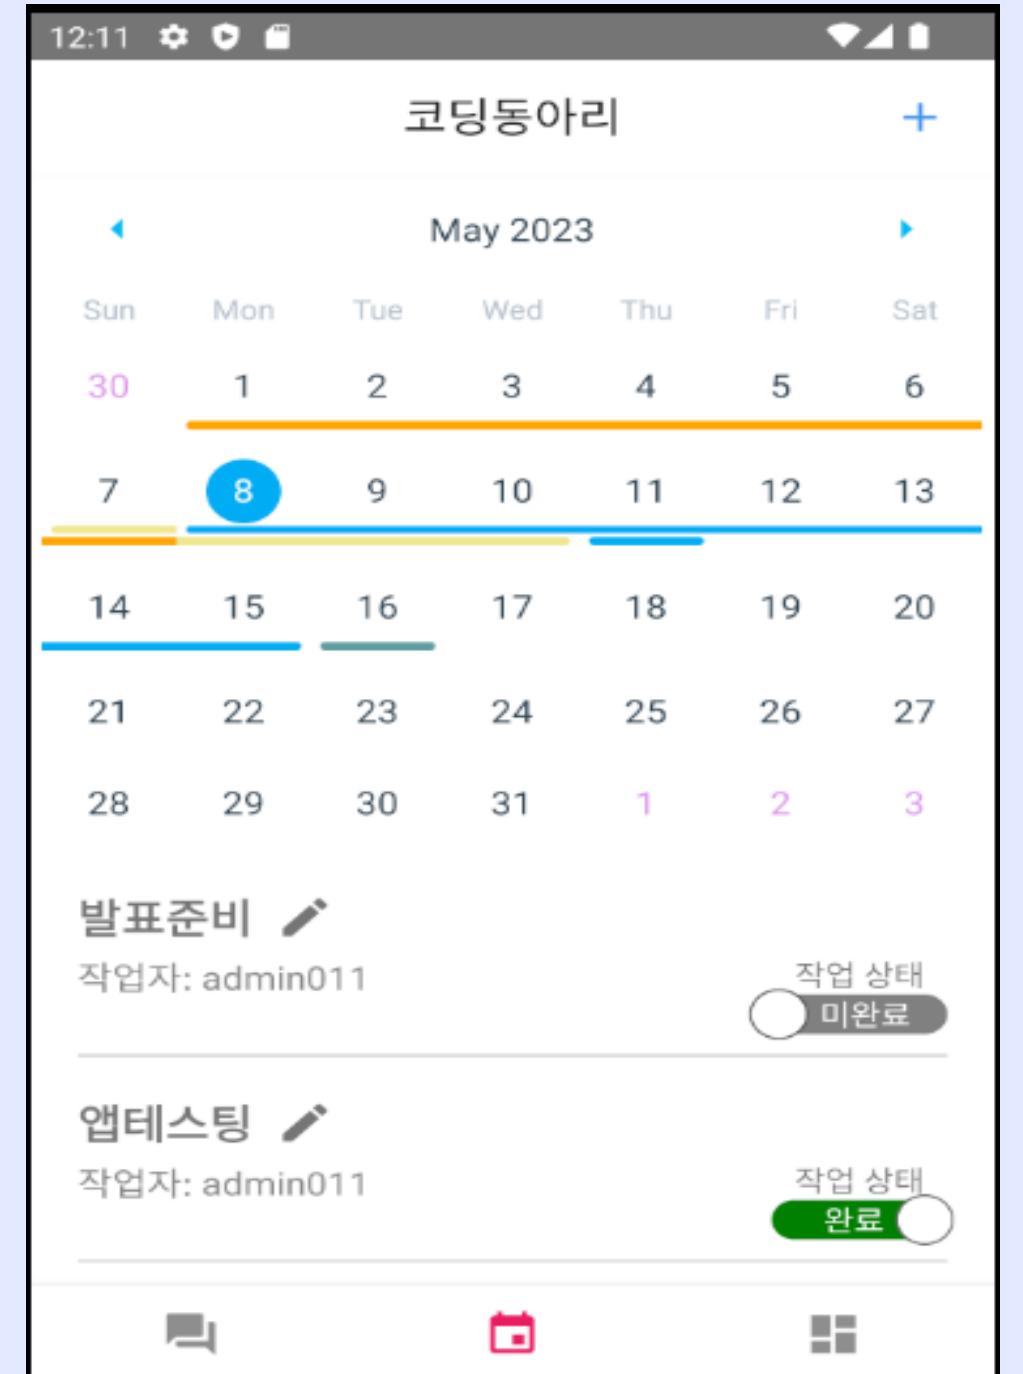 12:11
코딩동아리 +
May 2023
Sun Mon Tue Wed Thu Fri Sat
30 1 2 3 4 5 6
7 8 9 10 11 12 13
14 15 16 17 18 19 20
21 22 23 24 25 26 27
28 29 30 31 1 2 3
발표준비
작업자: admin011
작업 상태
미완료
앱테스팅
작업자: admin011
작업 상태
완료